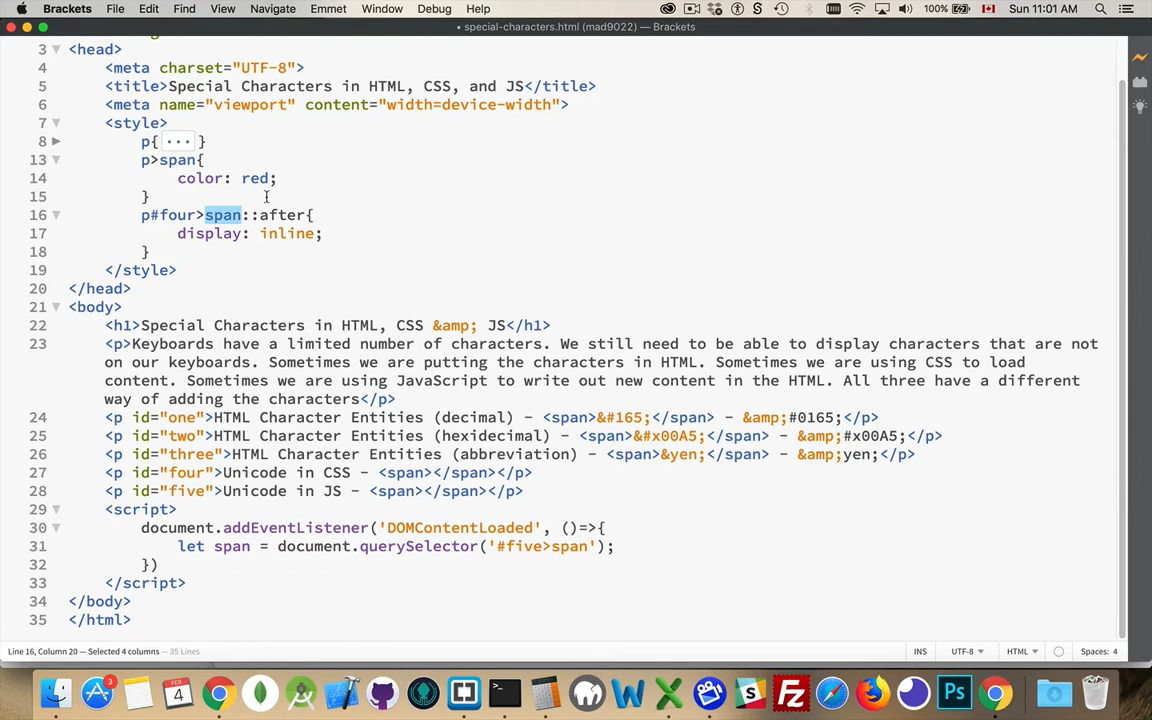 Brackets File Edit Find View Navigate Emmet Window Debug Help 100% Sun 11:01 AM
• special-characters.html (mad9022) — Brackets
3 <head>
4 <meta charset="UTF-8">
5 <title>Special Characters in HTML, CSS, and JS</title>
6 <meta name="viewport" content="width=device-width">
7 <style>
8 p{ ... }
13 p>span{
14 color: red;
15 }
16 p#four>span::after{
17 display: inline;
18 }
19 </style>
20 </head>
21 <body>
22 <h1>Special Characters in HTML, CSS &amp; JS</h1>
23 <p>Keyboards have a limited number of characters. We still need to be able to display characters that are not
on our keyboards. Sometimes we are putting the characters in HTML. Sometimes we are using CSS to load
content. Sometimes we are using JavaScript to write out new content in the HTML. All three have a different
way of adding the characters</p>
24 <p id="one">HTML Character Entities (decimal) - <span>&#165;</span> - &amp;#0165;</p>
25 <p id="two">HTML Character Entities (hexidecimal) - <span>&#x00A5;</span> - &amp;#x00A5;</p>
26 <p id="three">HTML Character Entities (abbreviation) - <span>&yen;</span> - &amp;yen;</p>
27 <p id="four">Unicode in CSS - <span></span></p>
28 <p id="five">Unicode in JS - <span></span></p>
29 <script>
30 document.addEventListener('DOMContentLoaded', ()=>{
31 let span = document.querySelector('#five>span');
32 })
33 </script>
34 </body>
35 </html>
Line 16, Column 20 — Selected 4 columns — 35 Lines INS UTF-8 HTML Spaces: 4
3
FEB
4
Ps